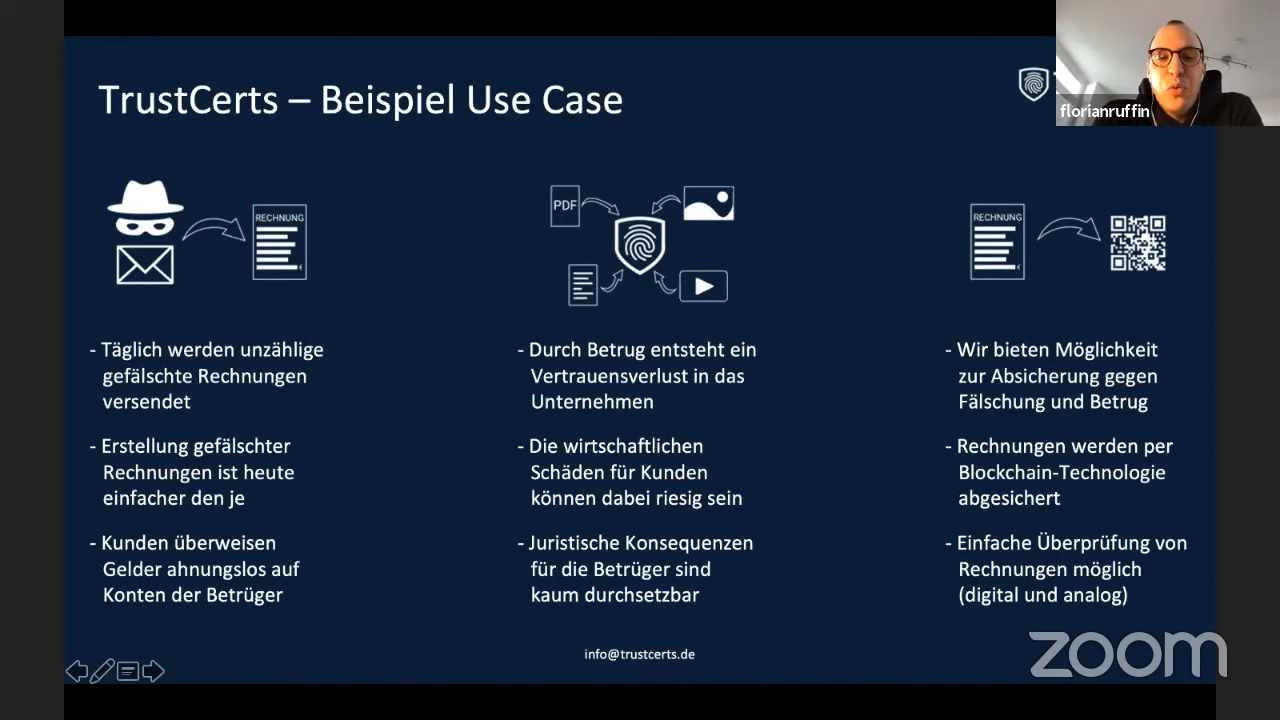 TrustCerts – Beispiel Use Case
florianruffin
RECHNUNG
€
PDF
RECHNUNG
€
- Täglich werden unzählige
gefälschte Rechnungen
versendet
- Erstellung gefälschter
Rechnungen ist heute
einfacher den je
- Kunden überweisen
Gelder ahnungslos auf
Konten der Betrüger
- Durch Betrug entsteht ein
Vertrauensverlust in das
Unternehmen
- Die wirtschaftlichen
Schäden für Kunden
können dabei riesig sein
- Juristische Konsequenzen
für die Betrüger sind
kaum durchsetzbar
- Wir bieten Möglichkeit
zur Absicherung gegen
Fälschung und Betrug
- Rechnungen werden per
Blockchain-Technologie
abgesichert
- Einfache Überprüfung von
Rechnungen möglich
(digital und analog)
info@trustcerts.de
zoom